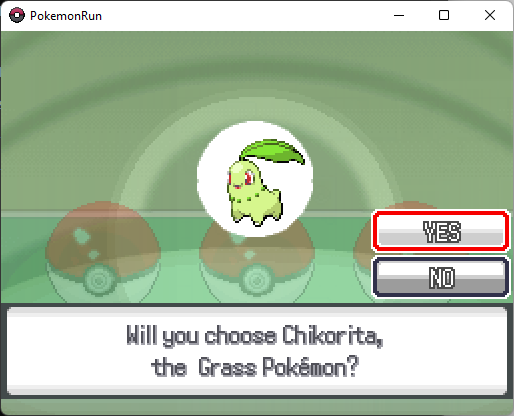 PokemonRun
YES
NO
Will you choose Chikorita,
the  Grass Pokémon?